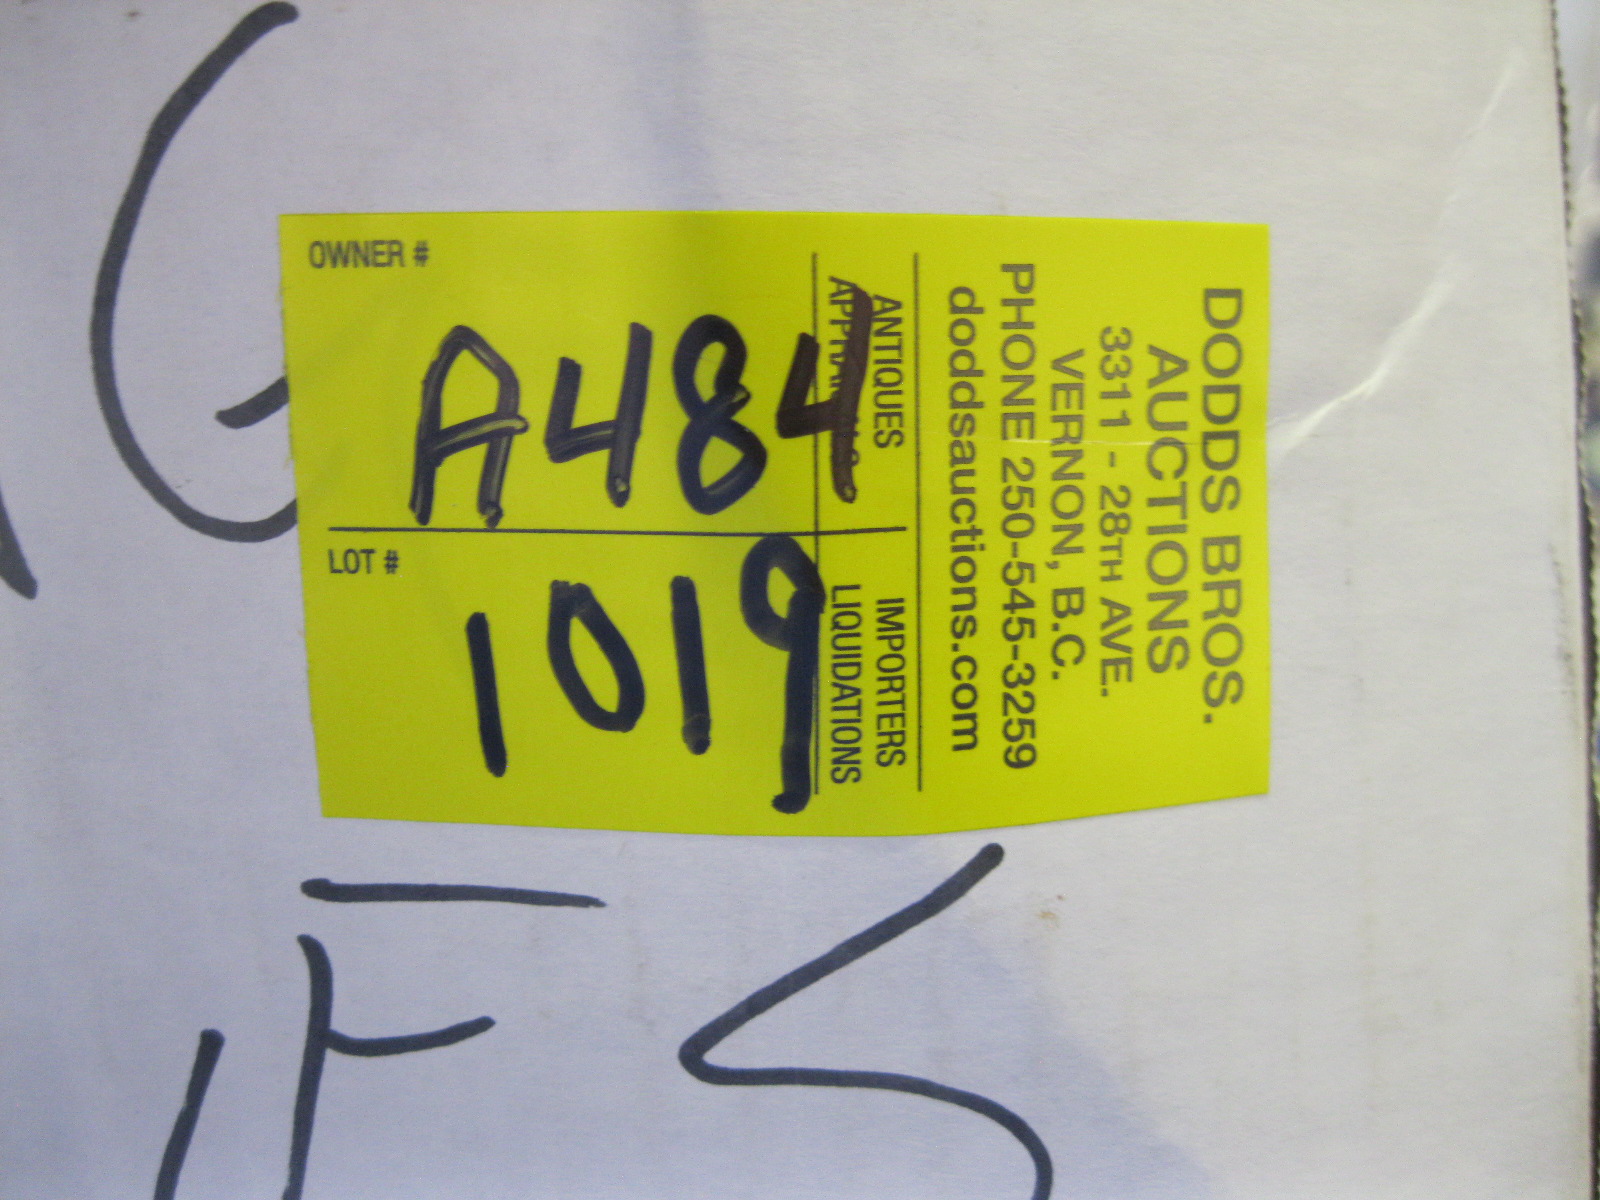 DODDS BROS.
AUCTIONS
3311 - 28TH AVE.
VERNON, B.C.
PHONE 250-545-3259
doddsauctions.com
ANTIQUES IMPORTERS
LIQUIDATIONS
OWNER #
A484
LOT #
1019